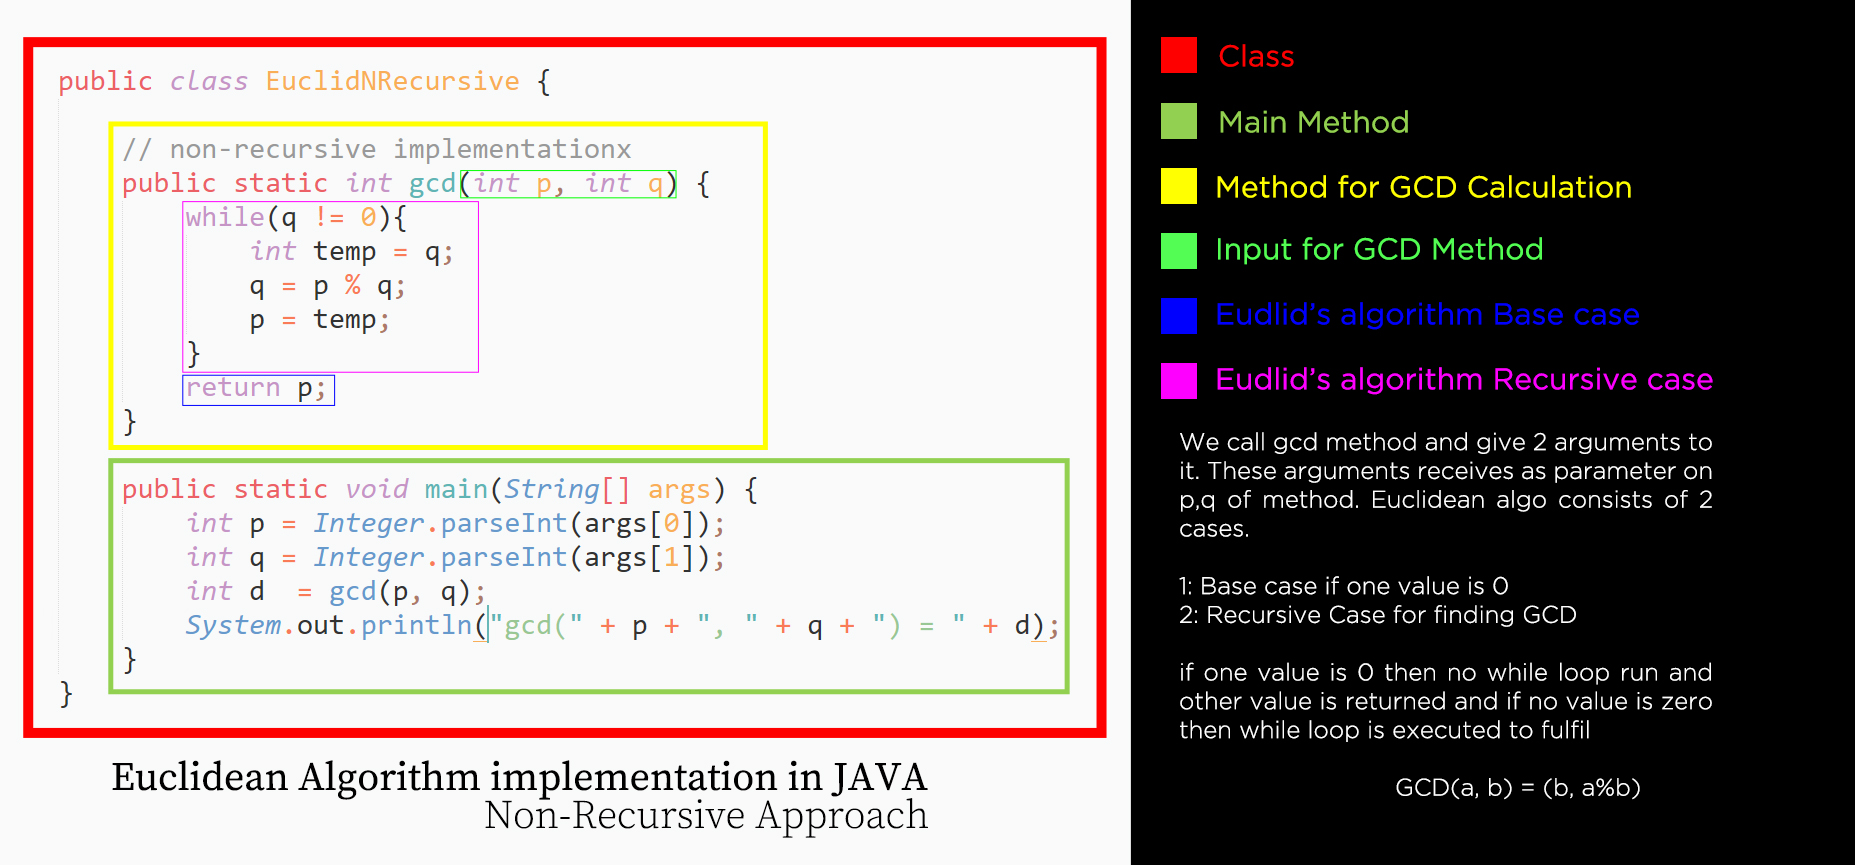 public class EuclidNRecursive {
// non-recursive implementationx
public static int gcd(int p, int q) {
while(q != 0){
int temp = q;
q = p % q;
p = temp;
}
return p;
}
public static void main(String[] args) {
int p = Integer.parseInt(args[0]);
int q = Integer.parseInt(args[1]);
int d  = gcd(p, q);
System.out.println("gcd(" + p + ", " + q + ") = " + d);
}
}
Euclidean Algorithm implementation in JAVA
Non-Recursive Approach
Class
Main Method
Method for GCD Calculation
Input for GCD Method
Eudlid's algorithm Base case
Eudlid's algorithm Recursive case
We call gcd method and give 2 arguments to
it. These arguments receives as parameter on
p,q of method. Euclidean algo consists of 2
cases.
1: Base case if one value is 0
2: Recursive Case for finding GCD
if one value is 0 then no while loop run and
other value is returned and if no value is zero
then while loop is executed to fulfil
GCD(a, b) = (b, a%b)